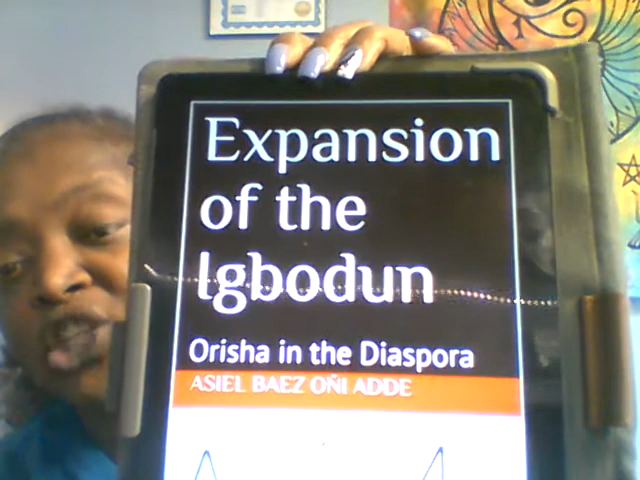 Expansion
of the
Igbodun
Orisha in the Diaspora
ASIEL BAEZ OÑI ADDE